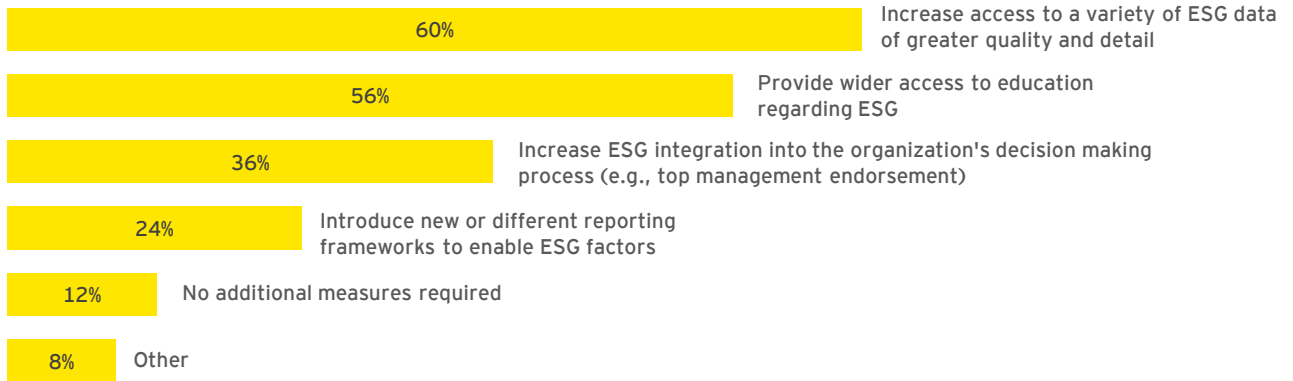 60%
Increase access to a variety of ESG data
of greater quality and detail
56%
Provide wider access to education
regarding ESG
36%
Increase ESG integration into the organization's decision making
process (e.g., top management endorsement)
24%
Introduce new or different reporting
frameworks to enable ESG factors
12%
No additional measures required
8%
Other